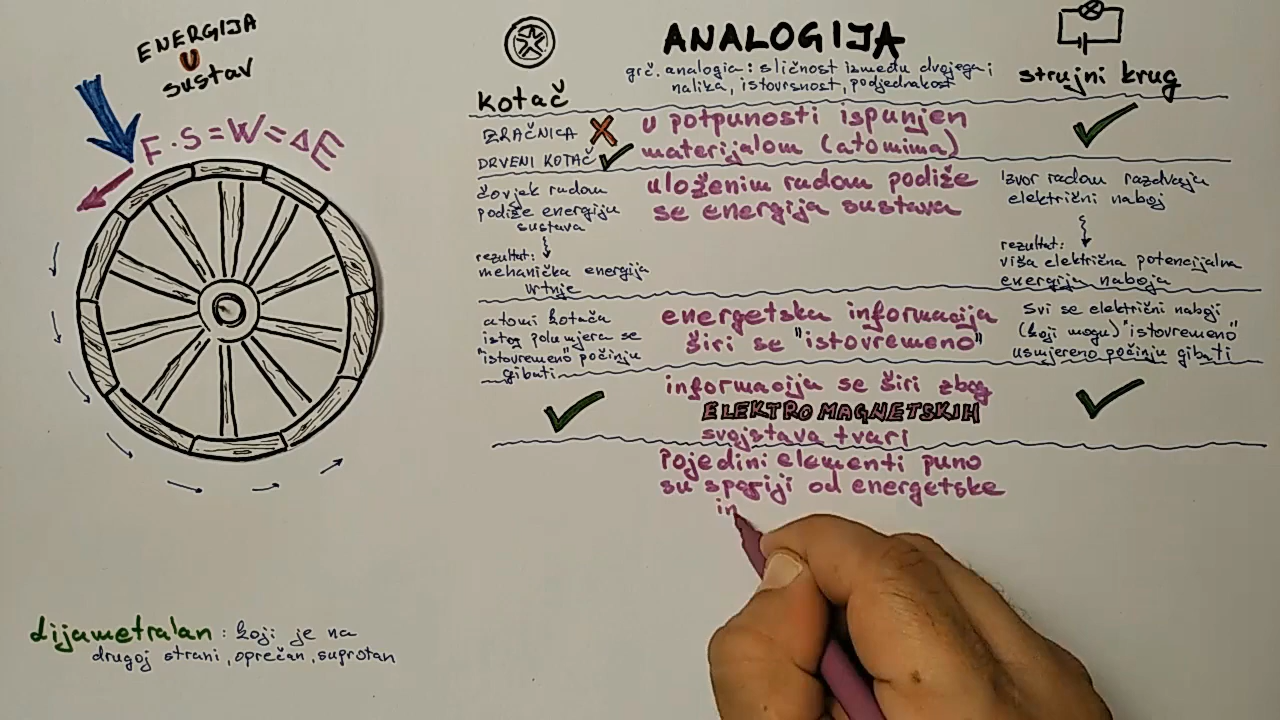 ENERGIJA
U
sustav
F·S=W=ΔE
dijametralan: koji je na
drugoj strani, oprečan, suprotan
ANALOGIJA
grč. analogia: sličnost između dvojega;
nalika, istovrsnost, podjednakost
kotač
strujni krug
ZRAČNICA X
DRVENI KOTAČ ✓
u potpunosti ispunjen
materijalom (atomima)
✓
čovjek radom
podiže energiju
sustava
rezultat:
mehanička energija
vrtnje
uloženim radom podiže
se energija sustava
Izvor radom razdvaja
električni naboj
rezultat:
viša električna potencijalna
energija naboja
atomi kotača
istog polumjera se
"istovremeno" počinju
gibati
energetska informacija
širi se "istovremeno"
Svi se električni naboji
(koji mogu) "istovremeno"
usmjereno počinju gibati
✓
informacija se širi zbog
ELEKTROMAGNETSKIH
svojstava tvari
✓
Pojedini elementi puno
su sporiji od energetske
in